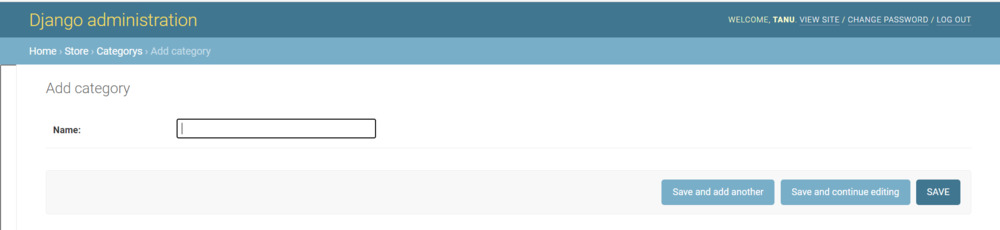 Django administration
WELCOME, TANU. VIEW SITE / CHANGE PASSWORD / LOG OUT
Home › Store › Categorys › Add category
Add category
Name:
Save and add another Save and continue editing SAVE